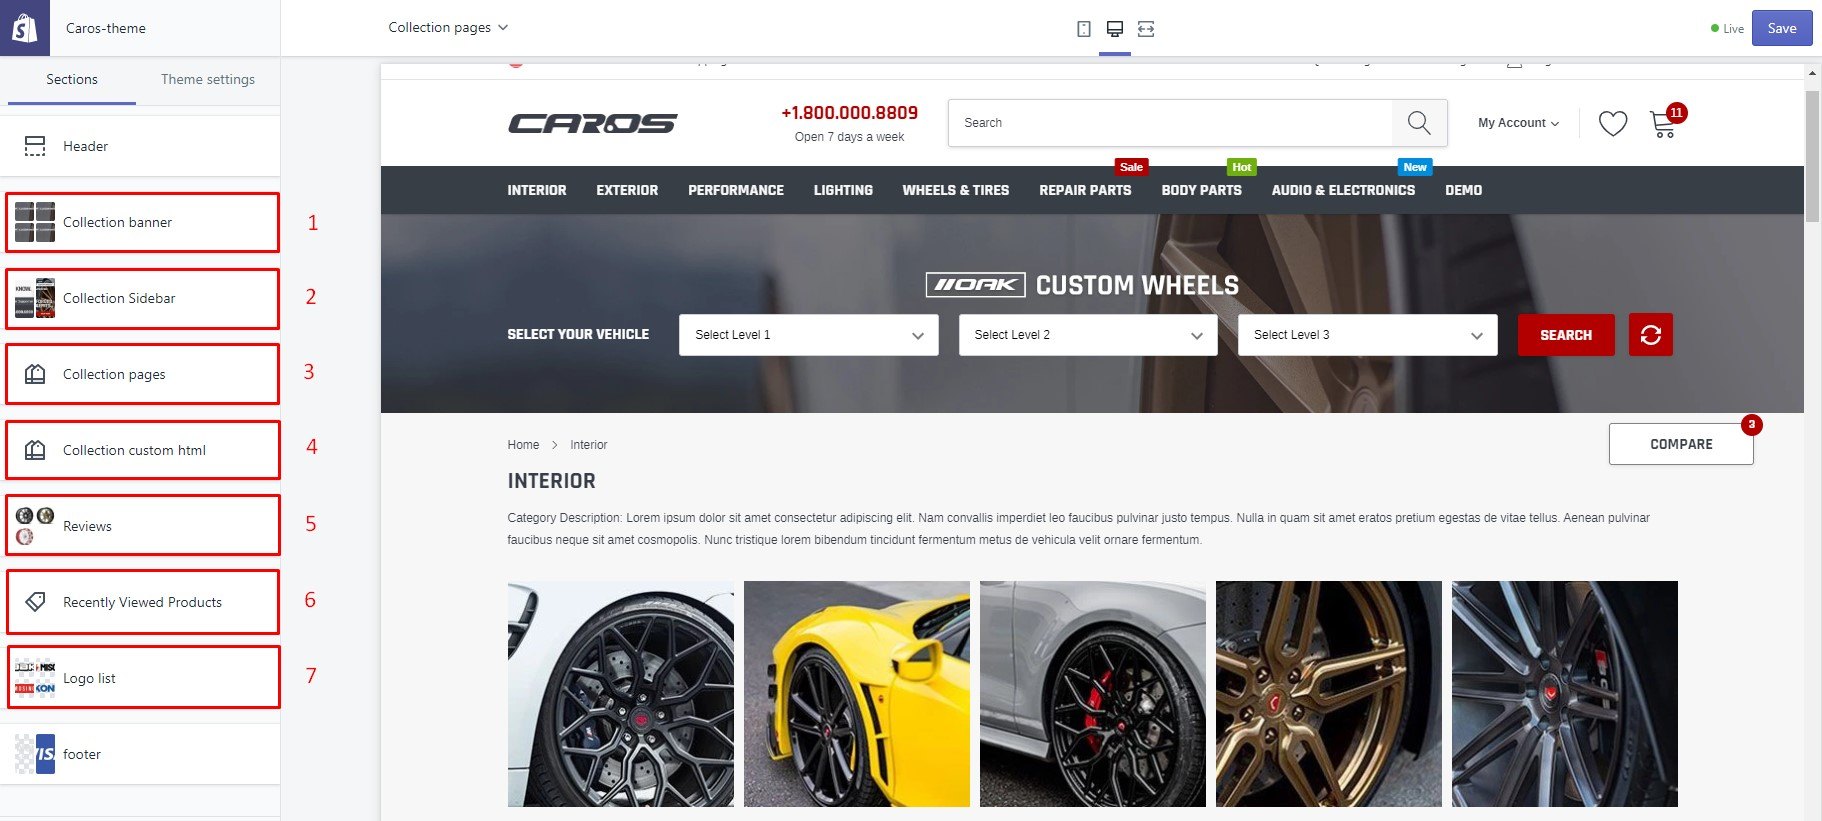 Caros-theme
Collection pages
Live
Save
Sections
Theme settings
Header
Collection banner
1
Collection Sidebar
2
Collection pages
3
Collection custom html
4
Reviews
5
Recently Viewed Products
6
Logo list
7
footer
VISA
CAROS
+1.800.000.8809
Open 7 days a week
Search
My Account
11
Sale
Hot
New
INTERIOR EXTERIOR PERFORMANCE LIGHTING WHEELS & TIRES REPAIR PARTS BODY PARTS AUDIO & ELECTRONICS DEMO
OAK CUSTOM WHEELS
SELECT YOUR VEHICLE
Select Level 1
Select Level 2
Select Level 3
SEARCH
Home > Interior
COMPARE
3
INTERIOR
Category Description: Lorem ipsum dolor sit amet consectetur adipiscing elit. Nam convallis imperdiet leo faucibus pulvinar justo tempus. Nulla in quam sit amet eratos pretium egestas de vitae tellus. Aenean pulvinar
faucibus neque sit amet cosmopolis. Nunc tristique lorem bibendum tincidunt fermentum metus de vehicula velit ornare fermentum.